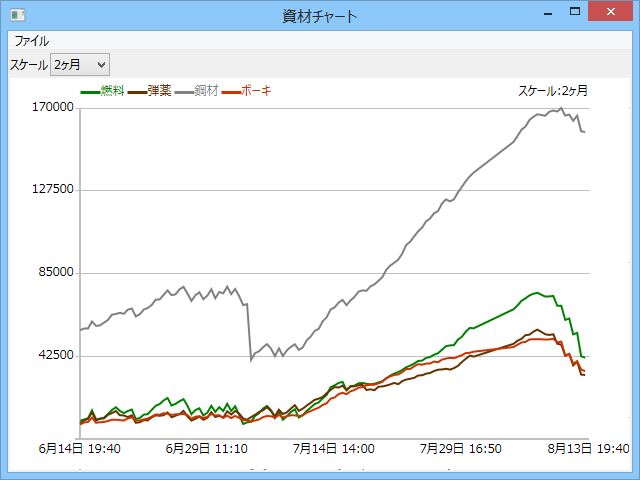 資材チャート
ファイル
スケール 2ヶ月
燃料 弾薬 鋼材 ボーキ スケール:2ヶ月
170000
127500
85000
42500
6月14日 19:40 6月29日 11:10 7月14日 14:00 7月29日 16:50 8月13日 19:40